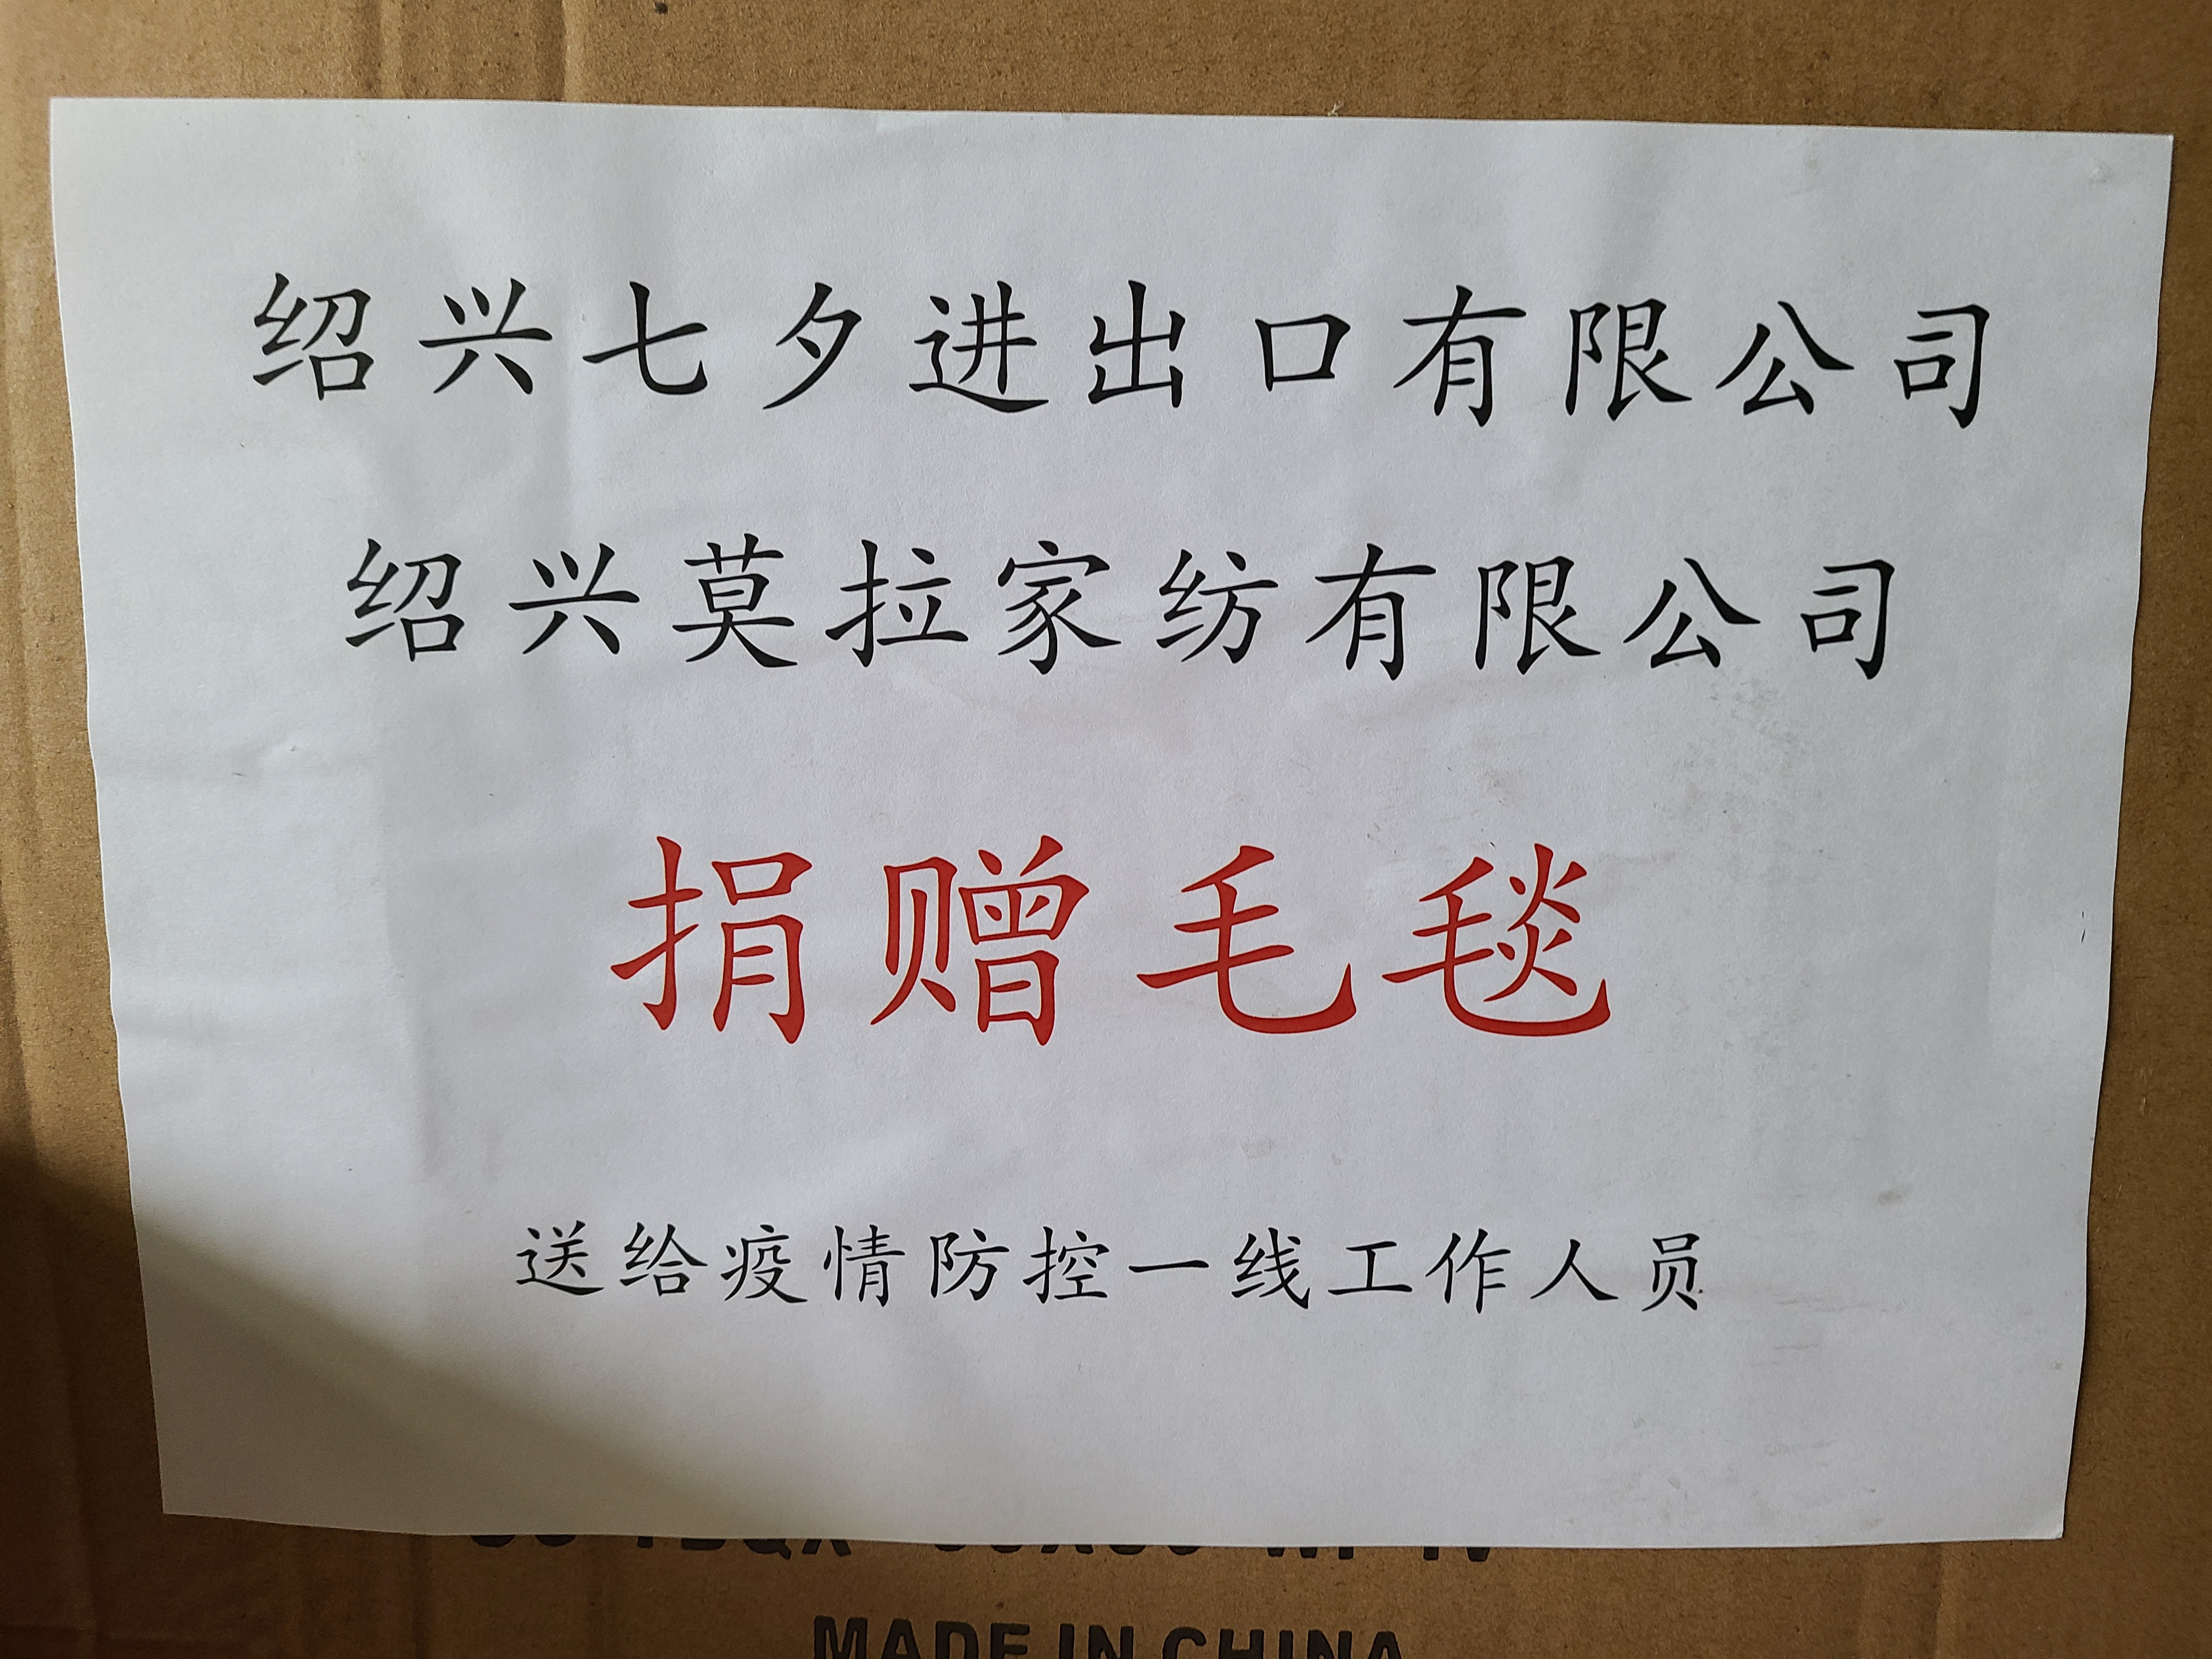 绍兴七夕进出口有限公司
绍兴莫拉家纺有限公司
捐赠毛毯
送给疫情防控一线工作人员
MADE IN CHINA